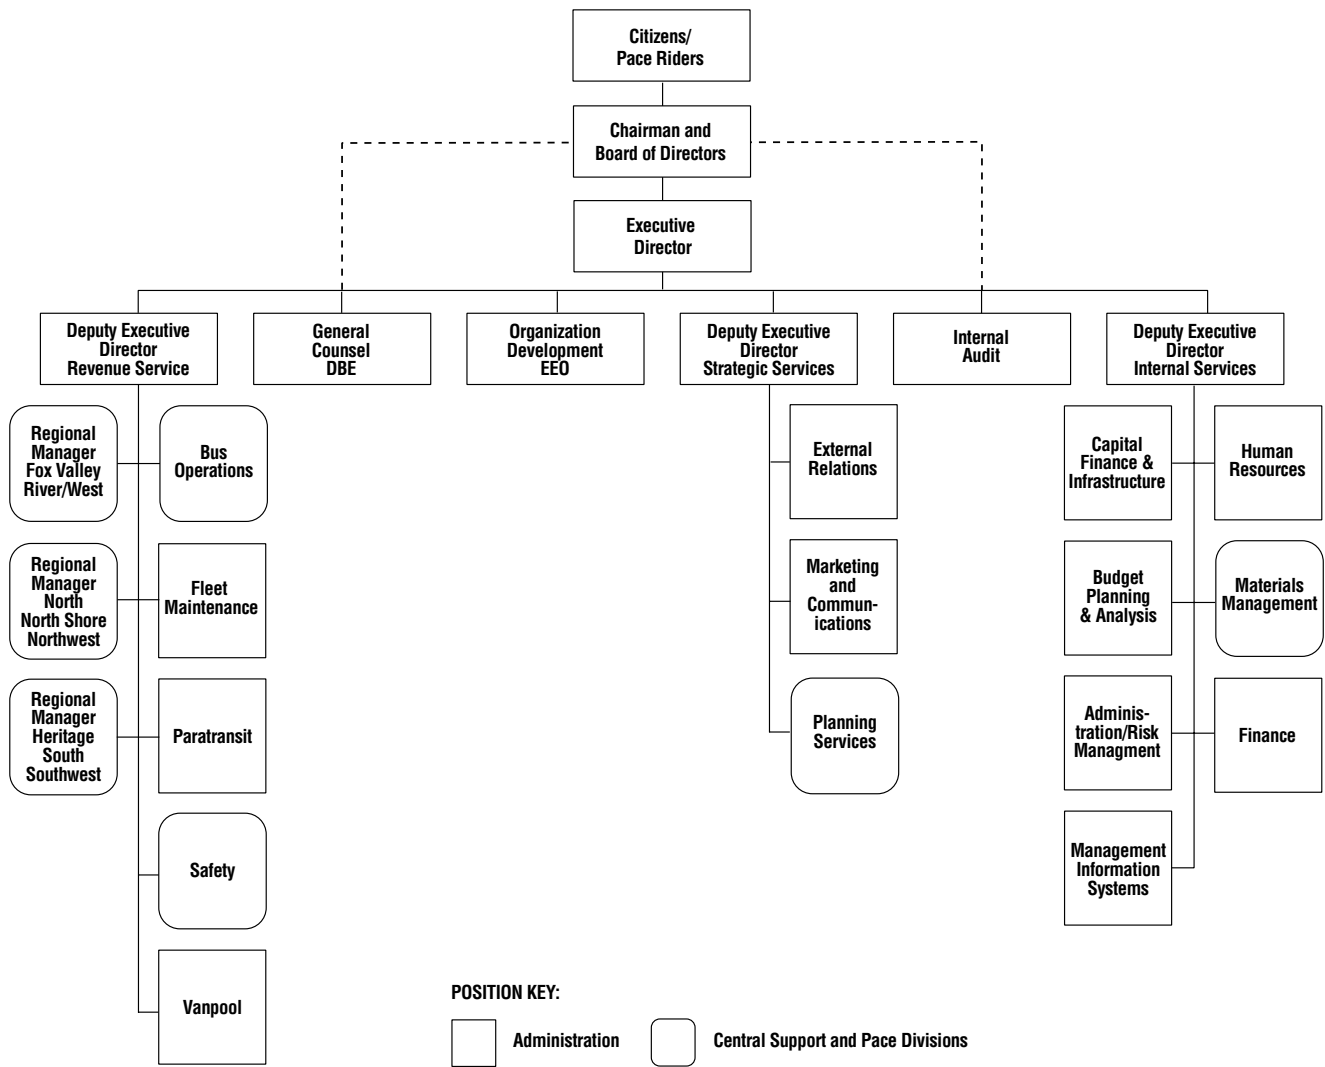 Citizens/
Pace Riders
Chairman and
Board of Directors
Executive
Director
Deputy Executive
Director
Revenue Service
General
Counsel
DBE
Organization
Development
EEO
Deputy Executive
Director
Strategic Services
Internal
Audit
Deputy Executive
Director
Internal Services
Regional
Manager
Fox Valley
River/West
Bus
Operations
Regional
Manager
North
North Shore
Northwest
Fleet
Maintenance
Regional
Manager
Heritage
South
Southwest
Paratransit
Safety
Vanpool
External
Relations
Marketing
and
Commun-
ications
Planning
Services
Capital
Finance &
Infrastructure
Human
Resources
Budget
Planning
& Analysis
Materials
Management
Adminis-
tration/Risk
Managment
Finance
Management
Information
Systems
POSITION KEY:
Administration
Central Support and Pace Divisions